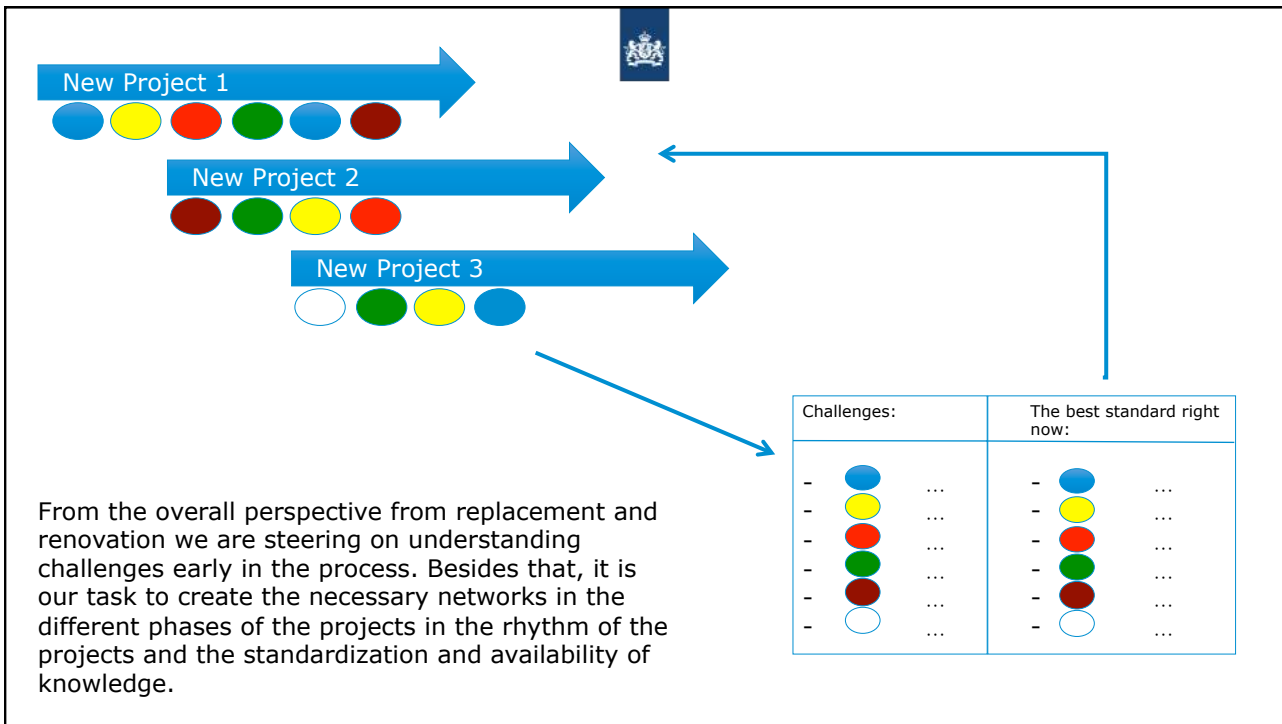 New Project 1
New Project 2
New Project 3
Challenges:
The best standard right
now:
- ...
- ...
- ...
- ...
- ...
- ...
- ...
- ...
- ...
- ...
- ...
- ...
From the overall perspective from replacement and
renovation we are steering on understanding
challenges early in the process. Besides that, it is
our task to create the necessary networks in the
different phases of the projects in the rhythm of the
projects and the standardization and availability of
knowledge.